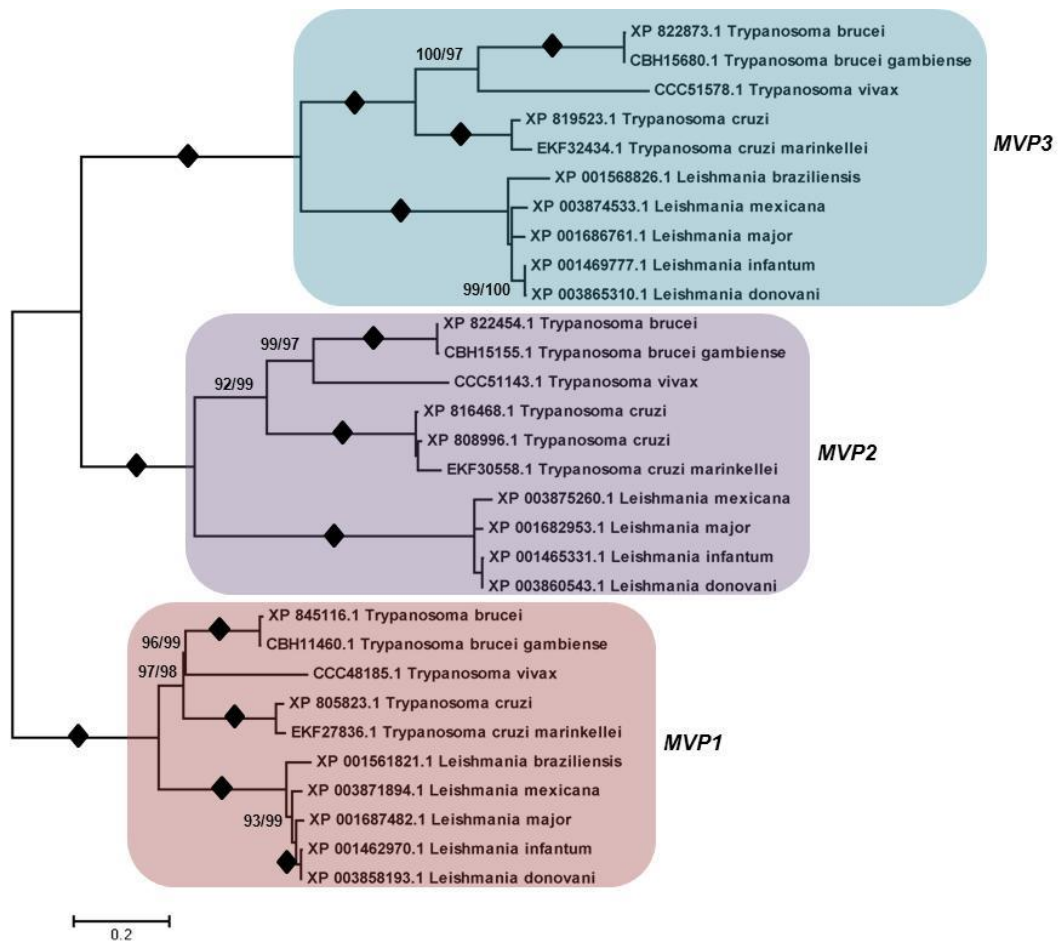 XP 822873.1 Trypanosoma brucei
CBH15680.1 Trypanosoma brucei gambiense
100/97
CCC51578.1 Trypanosoma vivax
XP 819523.1 Trypanosoma cruzi
EKF32434.1 Trypanosoma cruzi marinkellei
MVP3
XP 001568826.1 Leishmania braziliensis
XP 003874533.1 Leishmania mexicana
XP 001686761.1 Leishmania major
XP 001469777.1 Leishmania infantum
99/100
XP 003865310.1 Leishmania donovani
XP 822454.1 Trypanosoma brucei
99/97
CBH15155.1 Trypanosoma brucei gambiense
92/99
CCC51143.1 Trypanosoma vivax
XP 816468.1 Trypanosoma cruzi
XP 808996.1 Trypanosoma cruzi
MVP2
EKF30558.1 Trypanosoma cruzi marinkellei
XP 003875260.1 Leishmania mexicana
XP 001682953.1 Leishmania major
XP 001465331.1 Leishmania infantum
XP 003860543.1 Leishmania donovani
XP 845116.1 Trypanosoma brucei
96/99
CBH11460.1 Trypanosoma brucei gambiense
97/98
CCC48185.1 Trypanosoma vivax
XP 805823.1 Trypanosoma cruzi
EKF27836.1 Trypanosoma cruzi marinkellei
MVP1
XP 001561821.1 Leishmania braziliensis
XP 003871894.1 Leishmania mexicana
93/99
XP 001687482.1 Leishmania major
XP 001462970.1 Leishmania infantum
XP 003858193.1 Leishmania donovani
0.2